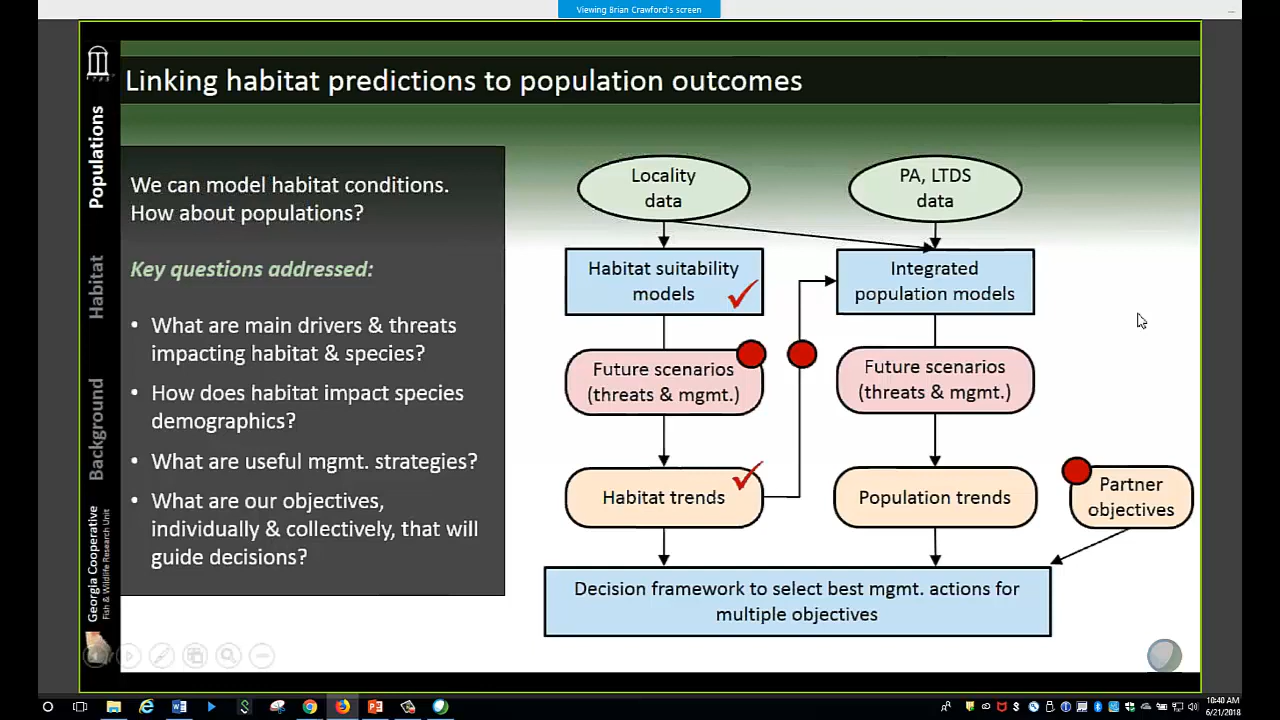 Viewing Brian Crawford's screen
Linking habitat predictions to population outcomes
Populations
Habitat
Background
Georgia Cooperative
Fish & Wildlife Research Unit
We can model habitat conditions.
How about populations?
Key questions addressed:
• What are main drivers & threats
impacting habitat & species?
• How does habitat impact species
demographics?
• What are useful mgmt. strategies?
• What are our objectives,
individually & collectively, that will
guide decisions?
Locality
data
PA, LTDS
data
Habitat suitability
models
Integrated
population models
Future scenarios
(threats & mgmt.)
Future scenarios
(threats & mgmt.)
Habitat trends
Population trends
Partner
objectives
Decision framework to select best mgmt. actions for
multiple objectives
10:40 AM
6/21/2018